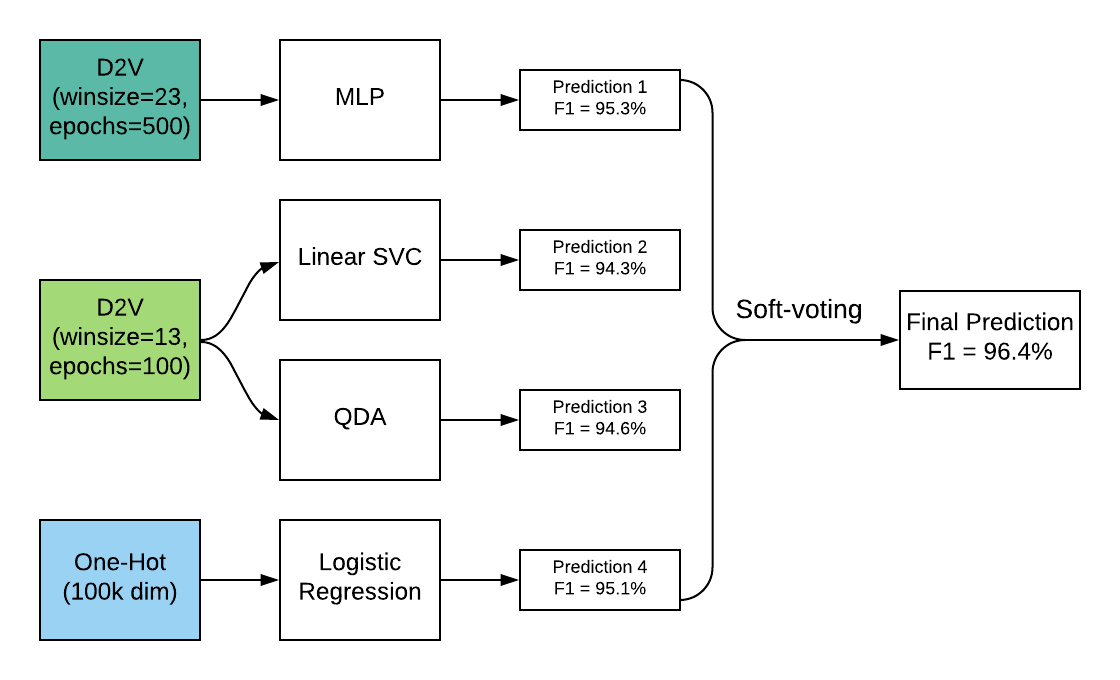 D2V
(winsize=23,
epochs=500)
MLP
Prediction 1
F1 = 95.3%
D2V
(winsize=13,
epochs=100)
Linear SVC
Prediction 2
F1 = 94.3%
QDA
Prediction 3
F1 = 94.6%
One-Hot
(100k dim)
Logistic
Regression
Prediction 4
F1 = 95.1%
Soft-voting
Final Prediction
F1 = 96.4%